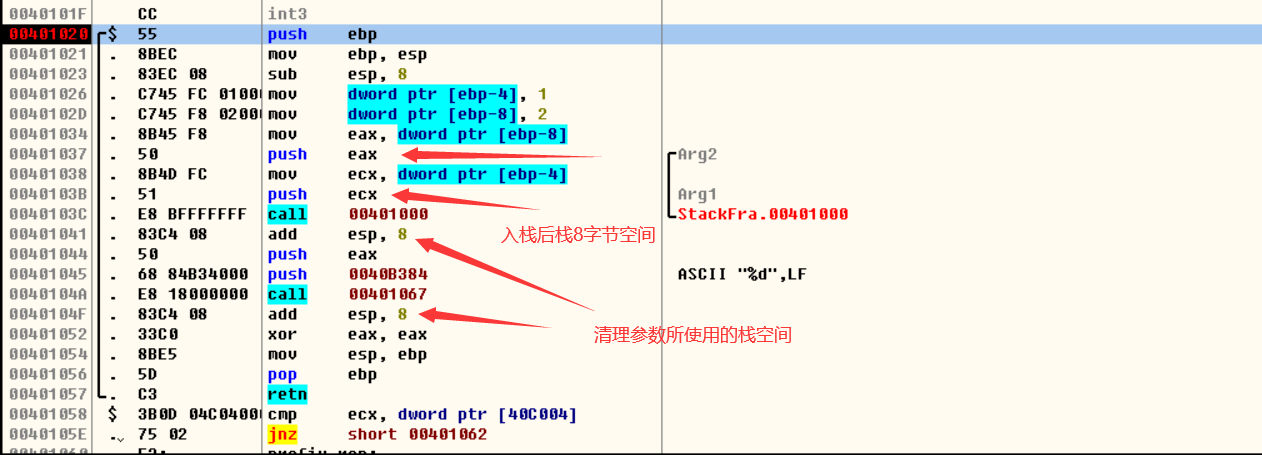 0040101F CC int3
00401020 $ 55 push ebp
00401021 . 8BEC mov ebp, esp
00401023 . 83EC 08 sub esp, 8
00401026 . C745 FC 0100 mov dword ptr [ebp-4], 1
0040102D . C745 F8 0200 mov dword ptr [ebp-8], 2
00401034 . 8B45 F8 mov eax, dword ptr [ebp-8]
00401037 . 50 push eax Arg2
00401038 . 8B4D FC mov ecx, dword ptr [ebp-4]
0040103B . 51 push ecx Arg1
0040103C . E8 BFFFFFFF call 00401000 StackFra.00401000
00401041 . 83C4 08 add esp, 8
入栈后栈8字节空间
00401044 . 50 push eax
00401045 . 68 84B34000 push 0040B384 ASCII "%d",LF
0040104A . E8 18000000 call 00401067
0040104F . 83C4 08 add esp, 8
清理参数所使用的栈空间
00401052 . 33C0 xor eax, eax
00401054 . 8BE5 mov esp, ebp
00401056 . 5D pop ebp
00401057 . C3 retn
00401058 $ 3B0D 04C0400 cmp ecx, dword ptr [40C004]
0040105E . 75 02 jnz short 00401062